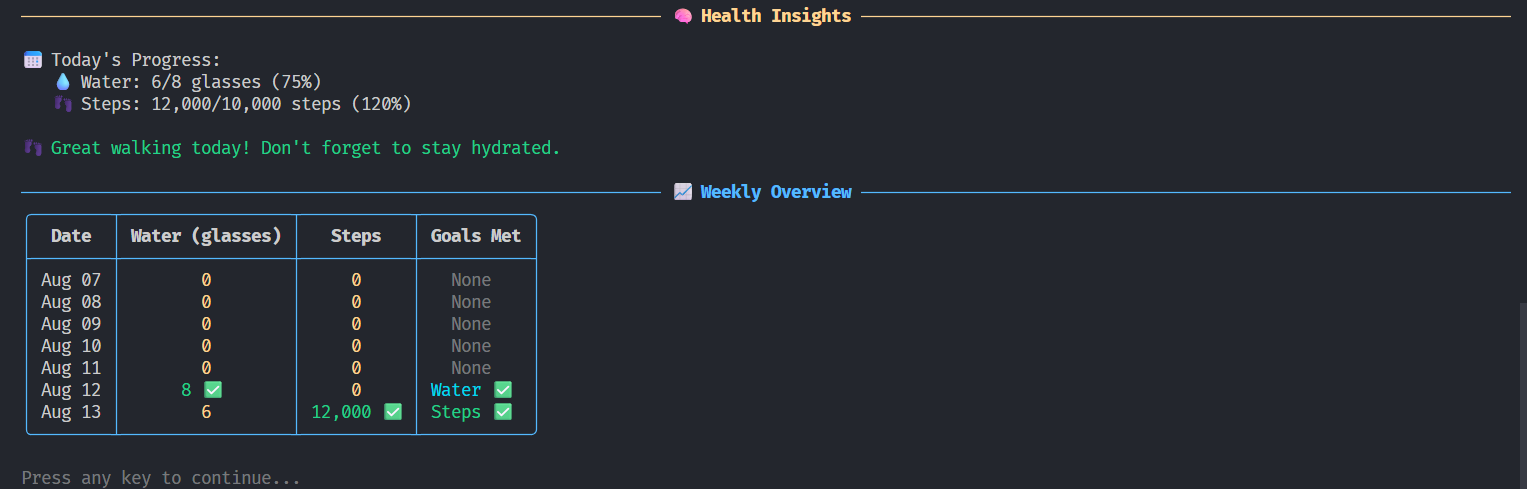 🧠 Health Insights
📅 Today's Progress:
💧 Water: 6/8 glasses (75%)
👣 Steps: 12,000/10,000 steps (120%)
👣 Great walking today! Don't forget to stay hydrated.
📈 Weekly Overview
Date Water (glasses) Steps Goals Met
Aug 07 0 0 None
Aug 08 0 0 None
Aug 09 0 0 None
Aug 10 0 0 None
Aug 11 0 0 None
Aug 12 8 ✅ 0 Water ✅
Aug 13 6 12,000 ✅ Steps ✅
Press any key to continue...